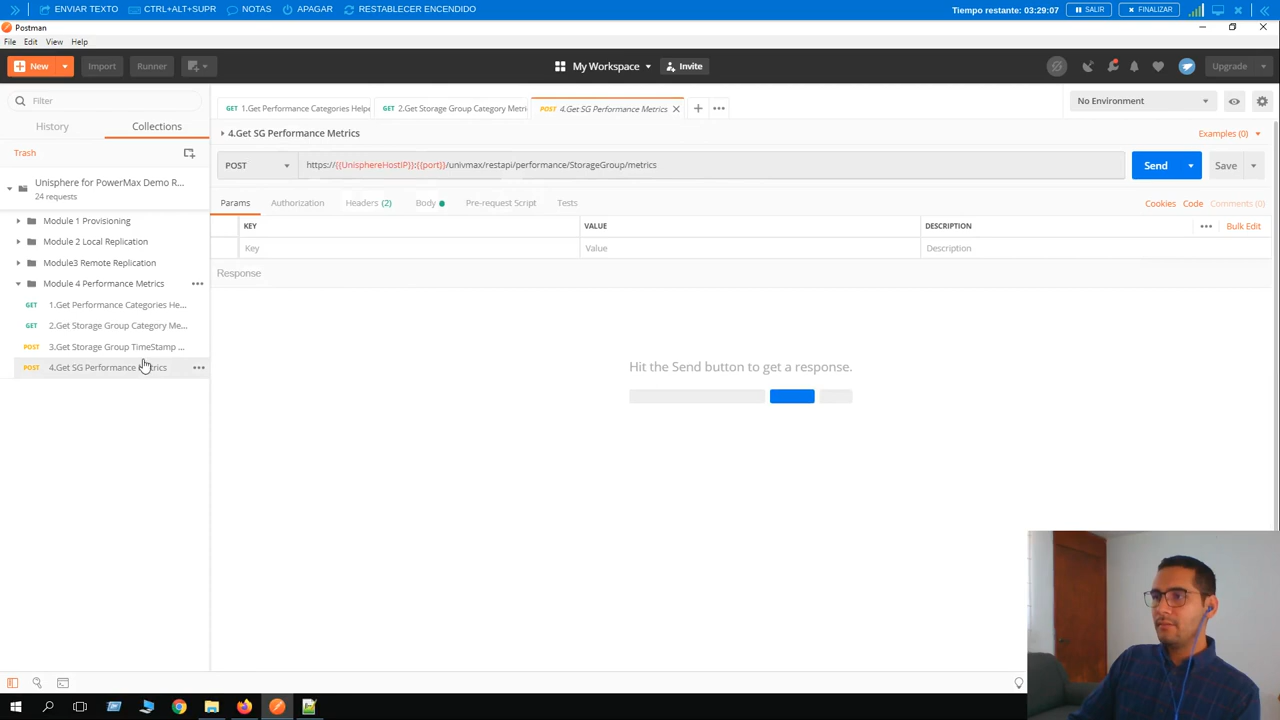 ENVIAR TEXTO CTRL+ALT+SUPR NOTAS APAGAR RESTABLECER ENCENDIDO Tiempo restante: 03:29:07 SALIR FINALIZAR
Postman
File Edit View Help
New Import Runner My Workspace Invite Upgrade
Filter
History Collections
Trash
Unisphere for PowerMax Demo R...
24 requests
Module 1 Provisioning
Module 2 Local Replication
Module3 Remote Replication
Module 4 Performance Metrics
GET 1.Get Performance Categories He...
GET 2.Get Storage Group Category Me...
POST 3.Get Storage Group TimeStamp ...
POST 4.Get SG Performance Metrics
GET 1.Get Performance Categories Helpe GET 2.Get Storage Group Category Metri POST 4.Get SG Performance Metrics
No Environment
4.Get SG Performance Metrics Examples (0)
POST https://{{UnisphereHostIP}}:{{port}}/univmax/restapi/performance/StorageGroup/metrics Send Save
Params Authorization Headers (2) Body Pre-request Script Tests Cookies Code Comments (0)
KEY VALUE DESCRIPTION Bulk Edit
Key Value Description
Response
Hit the Send button to get a response.